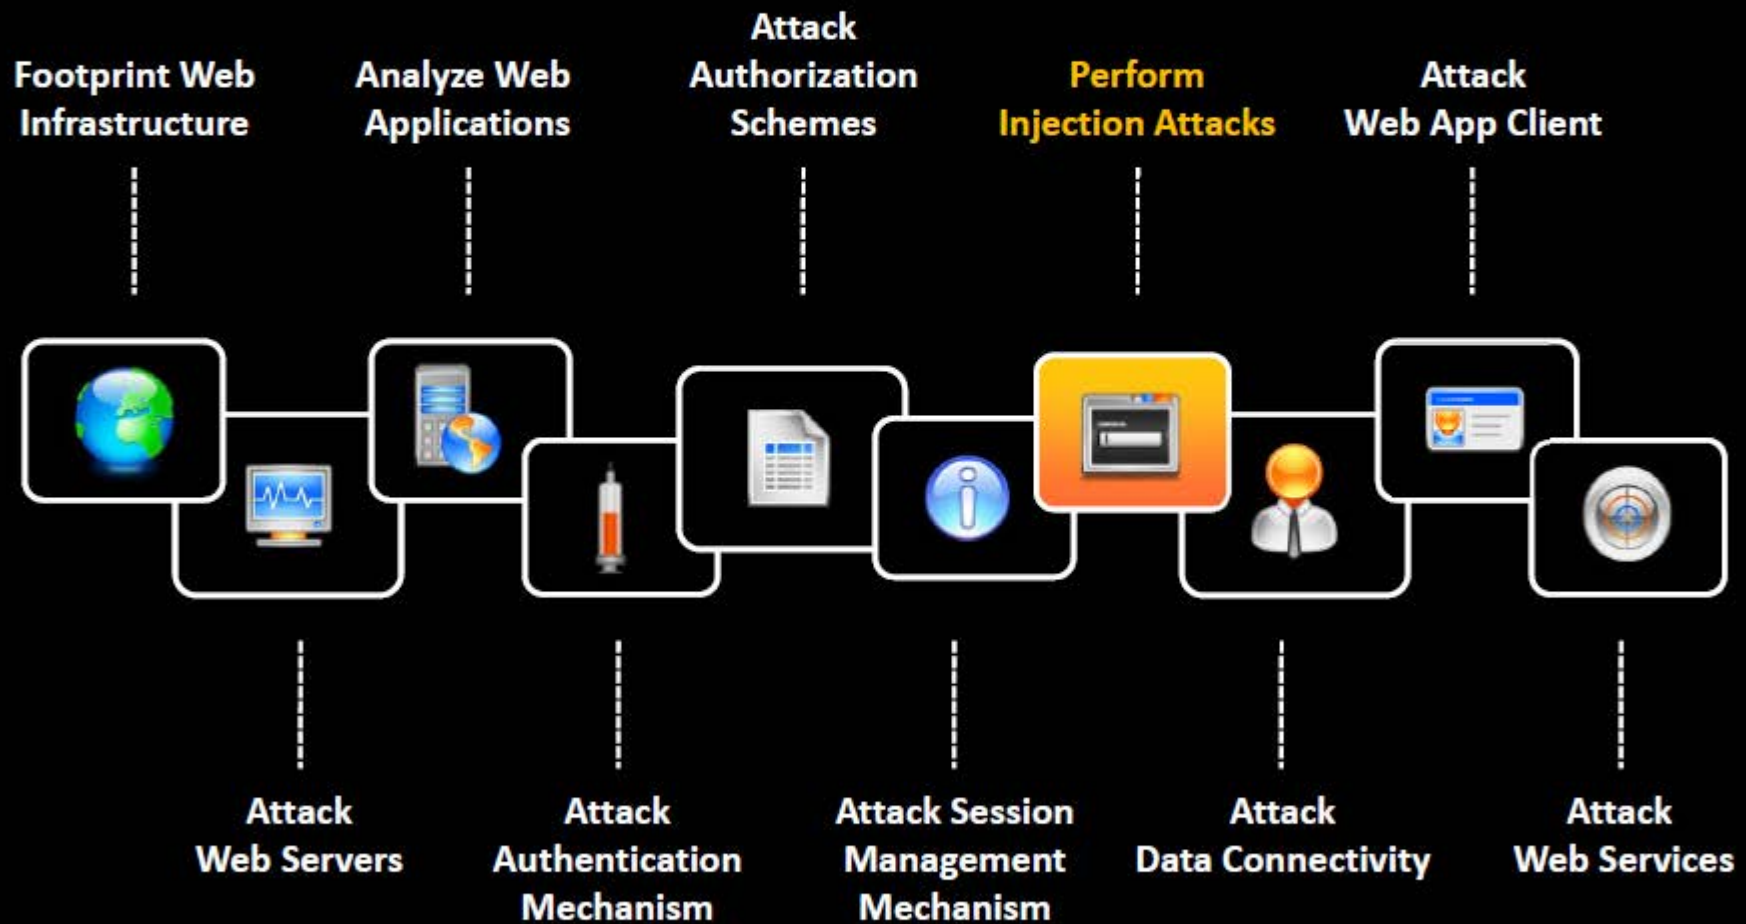 Footprint Web
Infrastructure
Analyze Web
Applications
Attack
Authorization
Schemes
Perform
Injection Attacks
Attack
Web App Client
Attack
Web Servers
Attack
Authentication
Mechanism
Attack Session
Management
Mechanism
Attack
Data Connectivity
Attack
Web Services